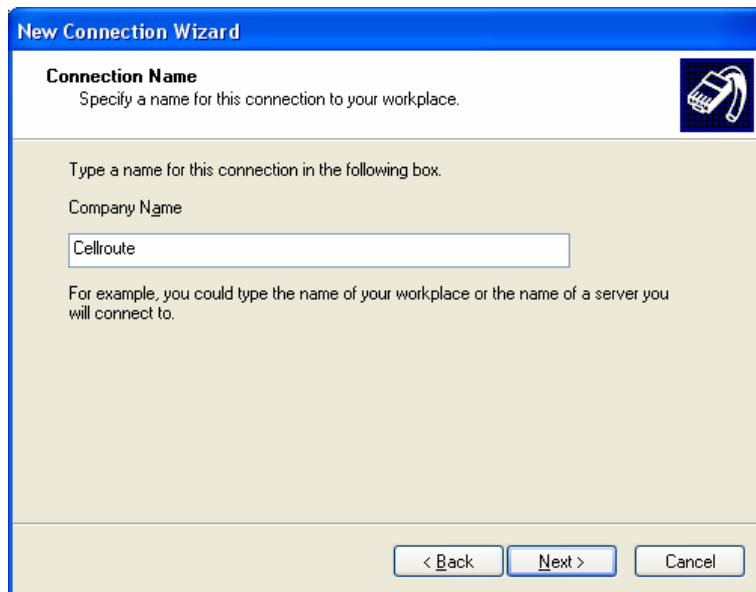 New Connection Wizard
Connection Name
Specify a name for this connection to your workplace.
Type a name for this connection in the following box.
Company Name
Cellroute
For example, you could type the name of your workplace or the name of a server you
will connect to.
< Back
Next >
Cancel